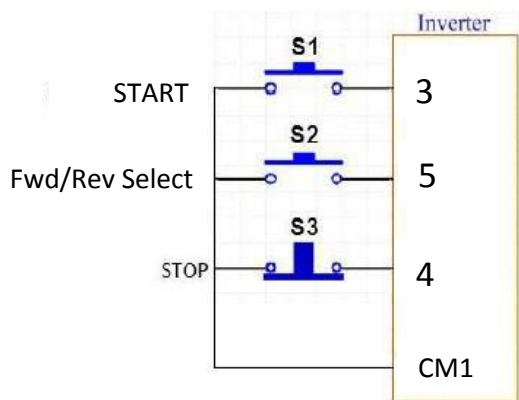 Inverter
S1
START
3
S2
Fwd/Rev Select
5
S3
STOP
4
CM1